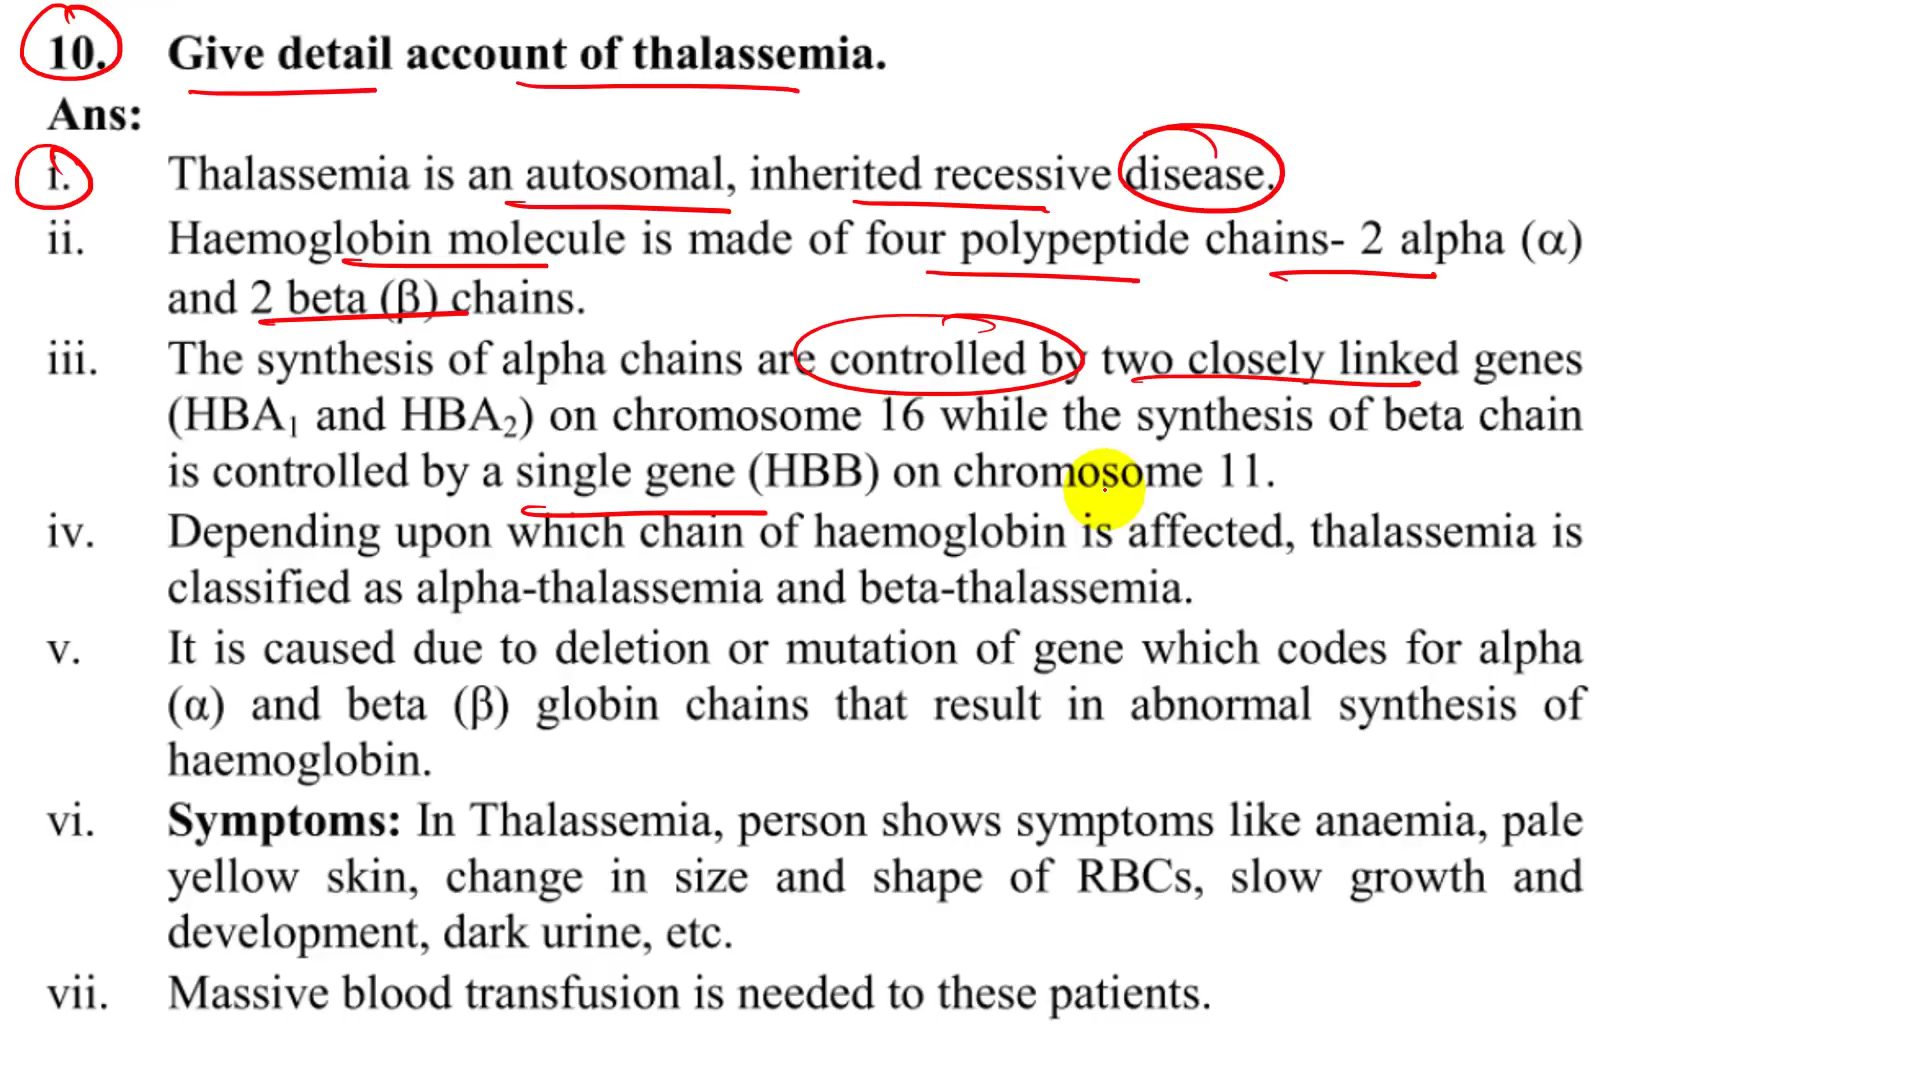 10. Give detail account of thalassemia.
Ans:
i. Thalassemia is an autosomal, inherited recessive disease.
ii. Haemoglobin molecule is made of four polypeptide chains- 2 alpha (α)
and 2 beta (β) chains.
iii. The synthesis of alpha chains are controlled by two closely linked genes
(HBA₁ and HBA₂) on chromosome 16 while the synthesis of beta chain
is controlled by a single gene (HBB) on chromosome 11.
iv. Depending upon which chain of haemoglobin is affected, thalassemia is
classified as alpha-thalassemia and beta-thalassemia.
v. It is caused due to deletion or mutation of gene which codes for alpha
(α) and beta (β) globin chains that result in abnormal synthesis of
haemoglobin.
vi. Symptoms: In Thalassemia, person shows symptoms like anaemia, pale
yellow skin, change in size and shape of RBCs, slow growth and
development, dark urine, etc.
vii. Massive blood transfusion is needed to these patients.